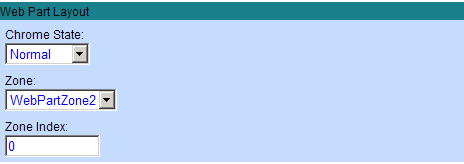 Web Part Layout
Chrome State:
Normal
Zone:
WebPartZone2
Zone Index:
0